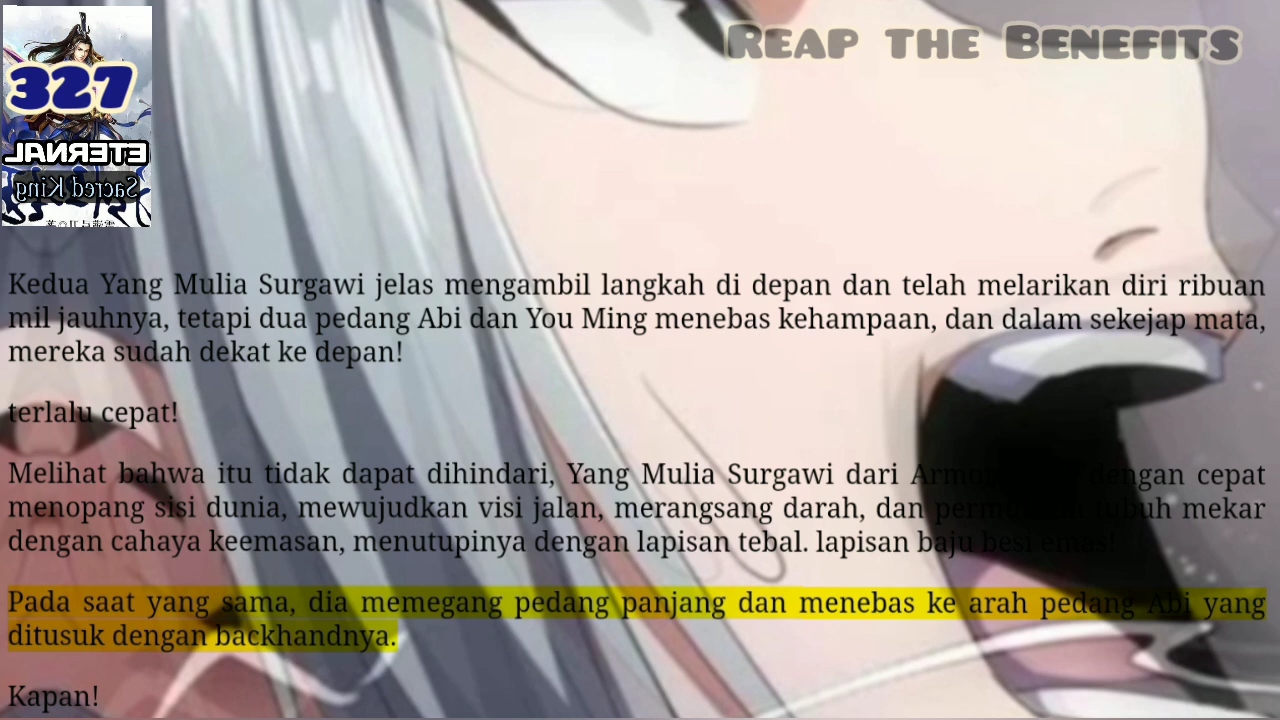 Reap the Benefits
327
ETERNAL
Sacred King
Kedua Yang Mulia Surgawi jelas mengambil langkah di depan dan telah melarikan diri ribuan
mil jauhnya, tetapi dua pedang Abi dan You Ming menebas kehampaan, dan dalam sekejap mata,
mereka sudah dekat ke depan!
terlalu cepat!
Melihat bahwa itu tidak dapat dihindari, Yang Mulia Surgawi dari dengan cepat
menopang sisi dunia, mewujudkan visi jalan, merangsang darah, dan permukaan tubuh mekar
dengan cahaya keemasan, menutupinya dengan lapisan tebal. lapisan baju besi emas!
Pada saat yang sama, dia memegang pedang panjang dan menebas ke arah pedang Abi yang
ditusuk dengan backhandnya.
Kapan!